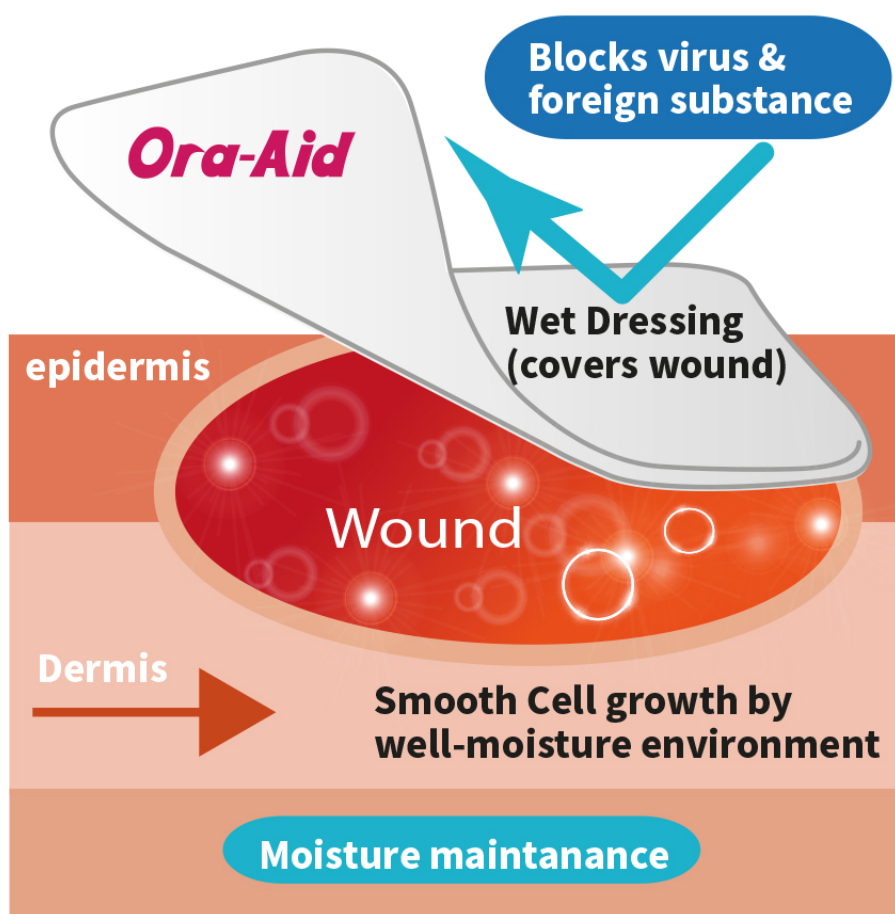 Blocks virus &
foreign substance
Ora-Aid
Wet Dressing
(covers wound)
epidermis
Wound
Dermis
Smooth Cell growth by
well-moisture environment
Moisture maintanance